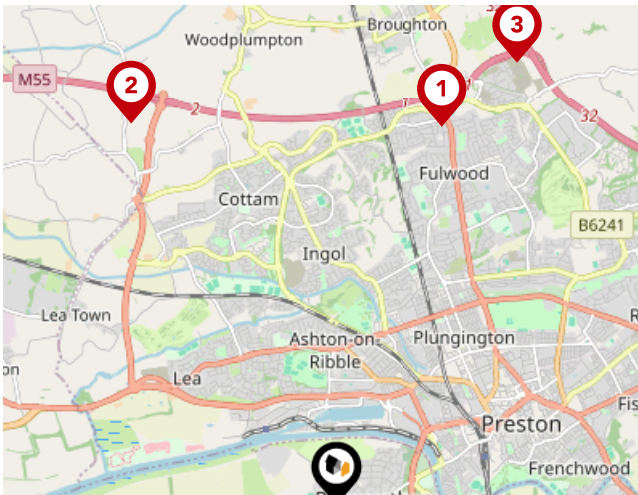 Broughton
3
Woodplumpton
M55
2
1
2
1
32
Fulwood
Cottam
B6241
Ingol
Lea Town
Ashton-on-
Ribble
Plungington
Lea
Preston
Frenchwood